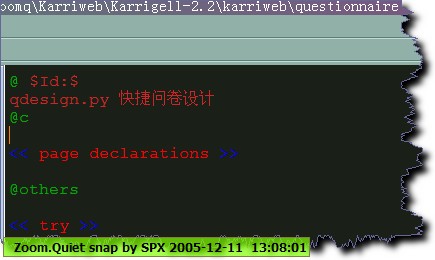 oomq\Karriweb\Karrigell-2.2\karriweb\questionnaire
@ $Id:$
qdesign.py 快捷问卷设计
@c
<< page declarations >>
@others
<< try >>
Zoom.Quiet snap by SPX 2005-12-11 13:08:01